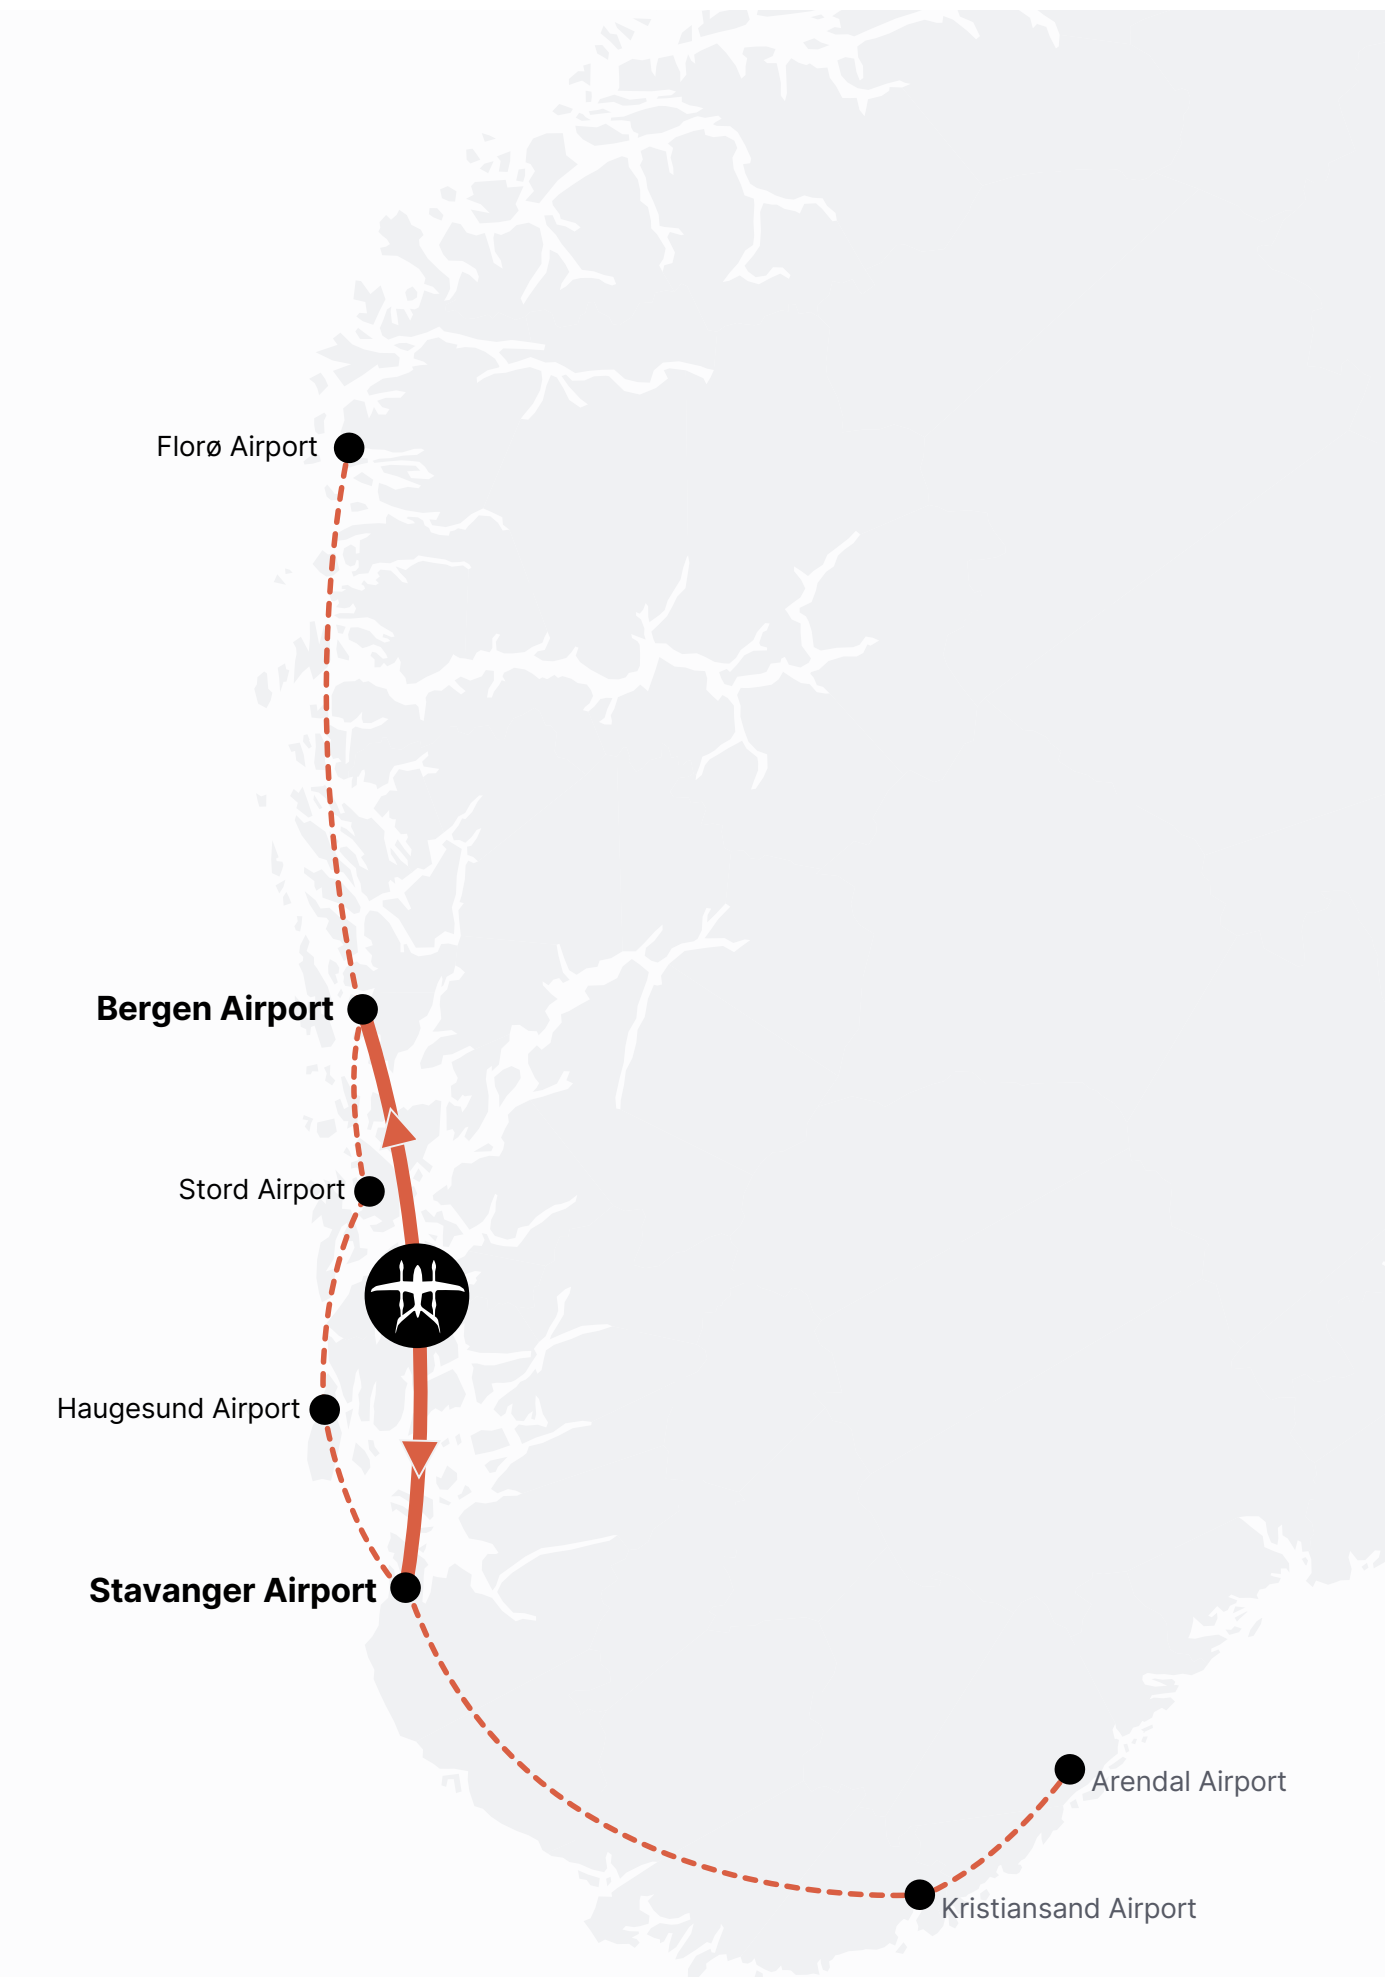 Florø Airport
Bergen Airport
Stord Airport
Haugesund Airport
Stavanger Airport
Arendal Airport
Kristiansand Airport